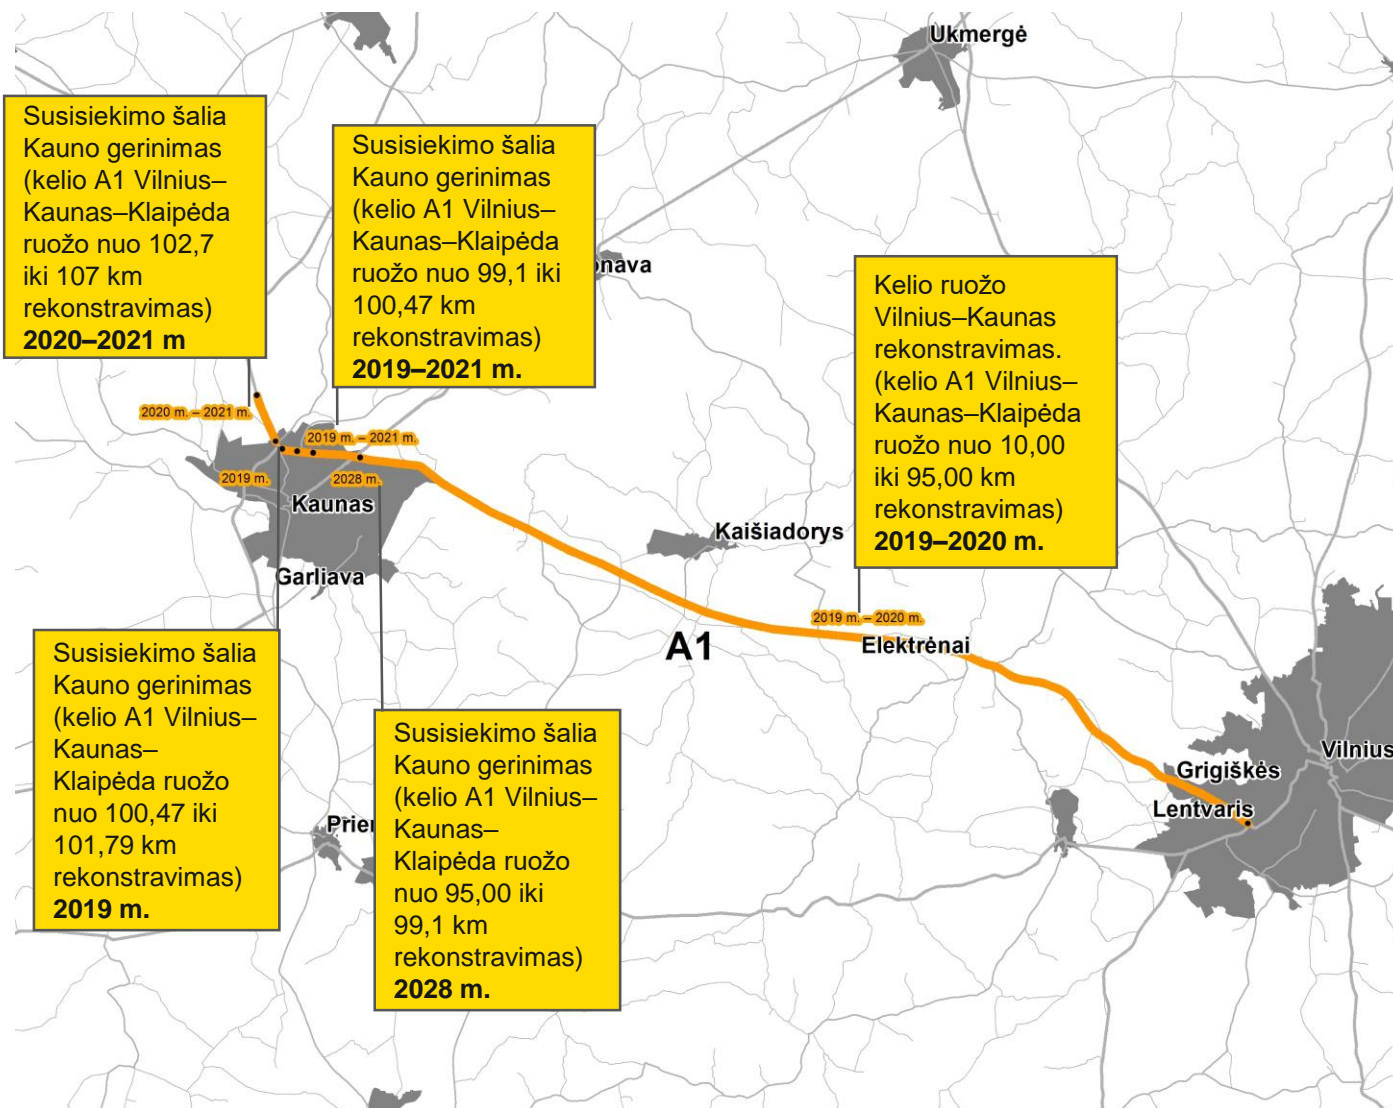 Ukmergė
Susisiekimo šalia
Kauno gerinimas
(kelio A1 Vilnius–
Kaunas–Klaipėda
ruožo nuo 102,7
iki 107 km
rekonstravimas)
2020–2021 m
Susisiekimo šalia
Kauno gerinimas
(kelio A1 Vilnius–
Kaunas–Klaipėda
ruožo nuo 99,1 iki
100,47 km
rekonstravimas)
2019–2021 m.
onava
Kelio ruožo
Vilnius–Kaunas
rekonstravimas.
(kelio A1 Vilnius–
Kaunas–Klaipėda
ruožo nuo 10,00
iki 95,00 km
rekonstravimas)
2019–2020 m.
2020 m. – 2021 m.
2019 m. – 2021 m.
2019 m.
2028 m.
Kaunas
Kaišiadorys
Garliava
2019 m. – 2020 m.
A1
Elektrėnai
Susisiekimo šalia
Kauno gerinimas
(kelio A1 Vilnius–
Kaunas–
Klaipėda ruožo
nuo 100,47 iki
101,79 km
rekonstravimas)
2019 m.
Susisiekimo šalia
Kauno gerinimas
(kelio A1 Vilnius–
Kaunas–
Klaipėda ruožo
nuo 95,00 iki
99,1 km
rekonstravimas)
2028 m.
Vilnius
Grigiškės
Lentvaris
Prien